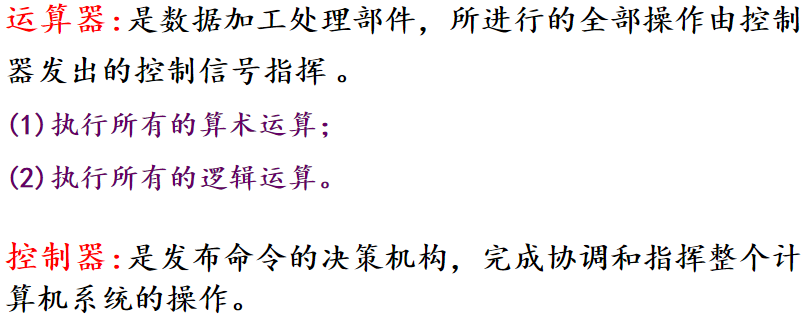 运算器:是数据加工处理部件，所进行的全部操作由控制
器发出的控制信号指挥 。
(1)执行所有的算术运算；
(2)执行所有的逻辑运算。
控制器:是发布命令的决策机构，完成协调和指挥整个计
算机系统的操作。